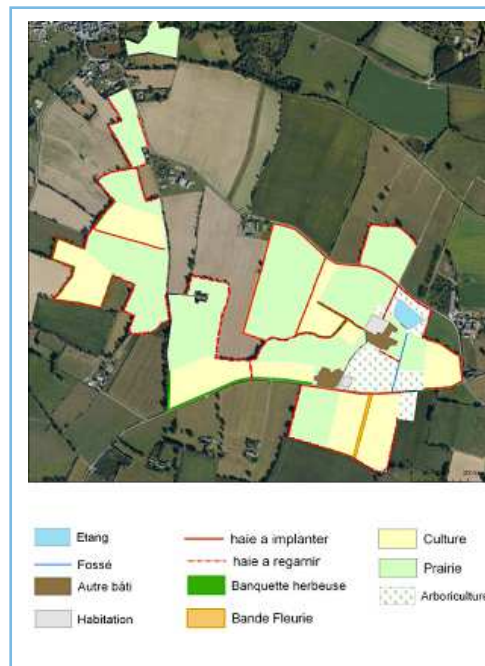 Etang
Fossé
Autre bâti
Habitation
haie a implanter
haie a regarnir
Banquette herbeuse
Bande Fleurie
Culture
Prairie
Arboriculture